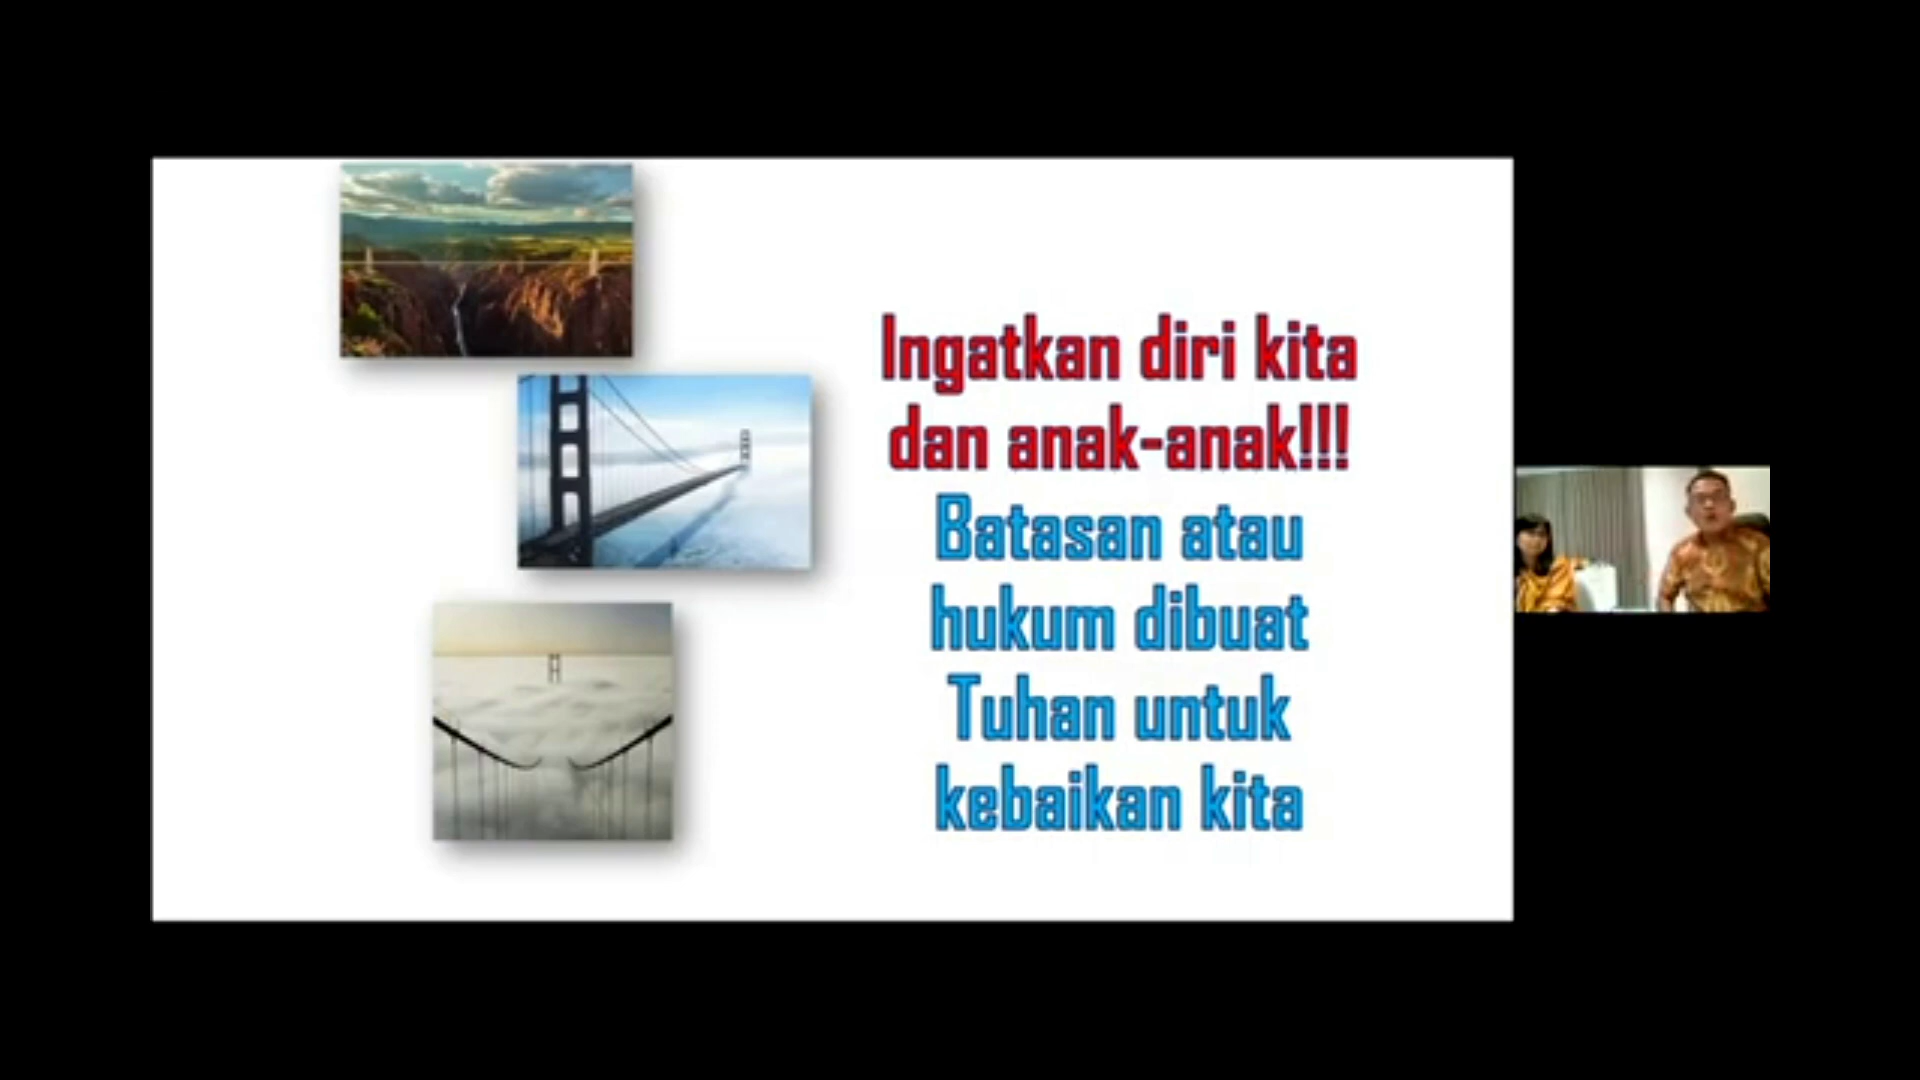 Ingatkan diri kita
dan anak-anak!!!
Batasan atau
hukum dibuat
Tuhan untuk
kebaikan kita